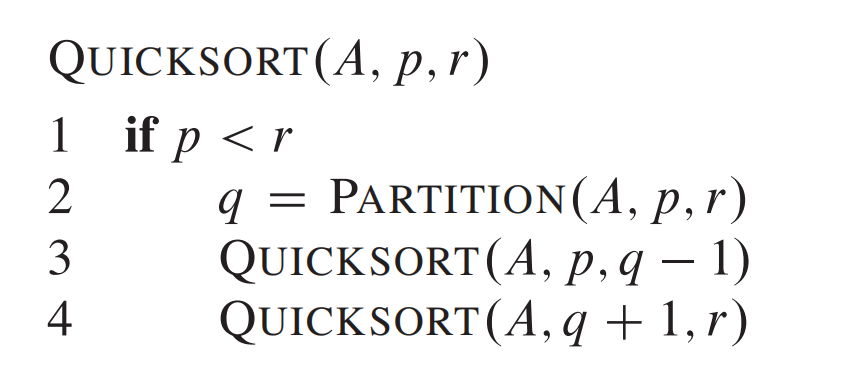 QUICKSORT(A, p, r)
1 if p < r
2 q = PARTITION(A, p, r)
3 QUICKSORT(A, p, q − 1)
4 QUICKSORT(A, q + 1, r)